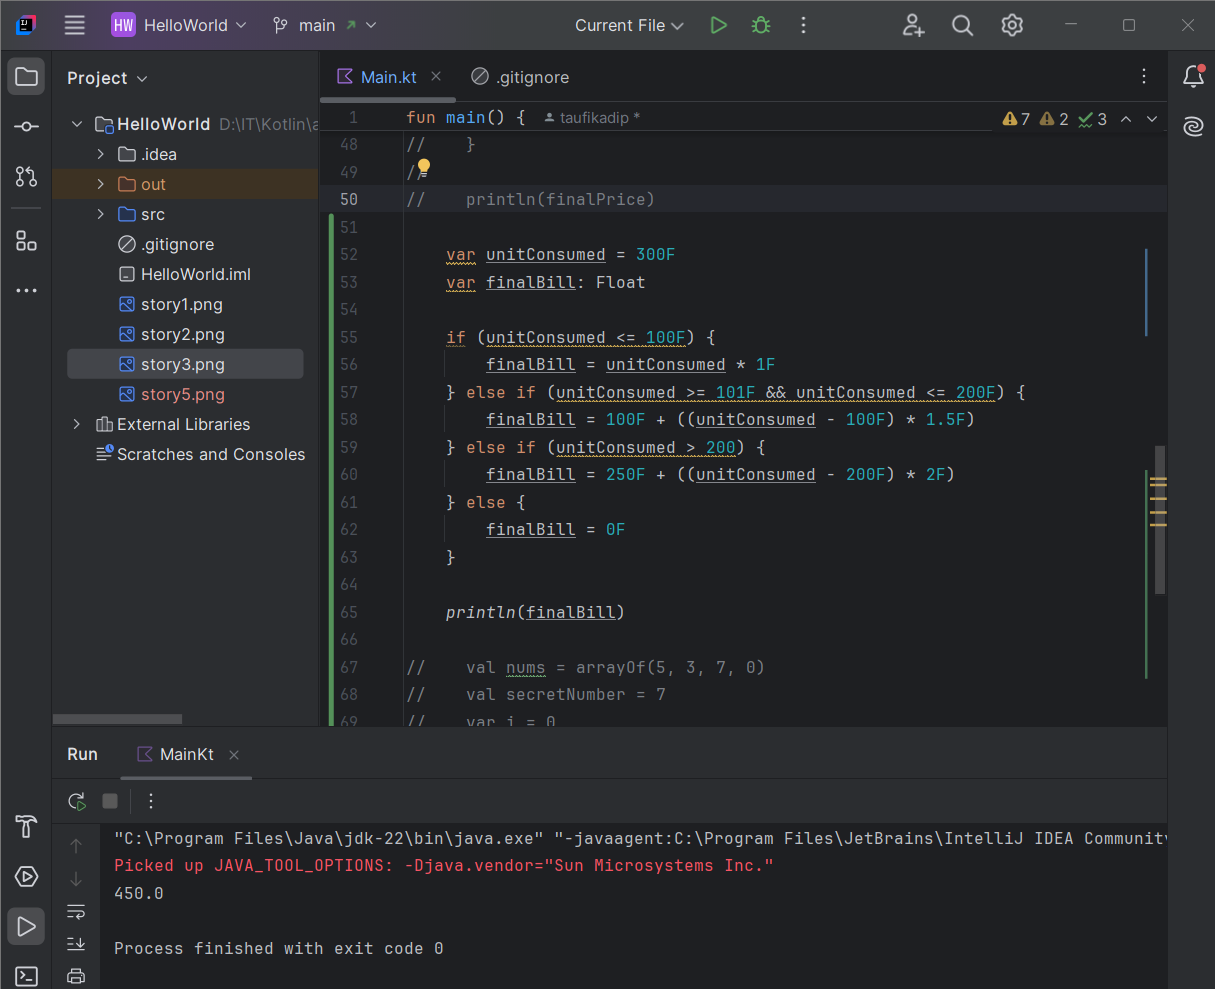 HW HelloWorld main Current File
Project
Main.kt .gitignore
HelloWorld D:\IT\Kotlin\a
.idea
out
src
.gitignore
HelloWorld.iml
story1.png
story2.png
story3.png
story5.png
External Libraries
Scratches and Consoles
1 fun main() { taufikadip * 7 2 3
48 // }
49 //
50 // println(finalPrice)
51
52 var unitConsumed = 300F
53 var finalBill: Float
54
55 if (unitConsumed <= 100F) {
56 finalBill = unitConsumed * 1F
57 } else if (unitConsumed >= 101F && unitConsumed <= 200F) {
58 finalBill = 100F + ((unitConsumed - 100F) * 1.5F)
59 } else if (unitConsumed > 200) {
60 finalBill = 250F + ((unitConsumed - 200F) * 2F)
61 } else {
62 finalBill = 0F
63 }
64
65 println(finalBill)
66
67 // val nums = arrayOf(5, 3, 7, 0)
68 // val secretNumber = 7
69 // var i = 0
Run MainKt
"C:\Program Files\Java\jdk-22\bin\java.exe" "-javaagent:C:\Program Files\JetBrains\IntelliJ IDEA Community
Picked up JAVA_TOOL_OPTIONS: -Djava.vendor="Sun Microsystems Inc."
450.0
Process finished with exit code 0